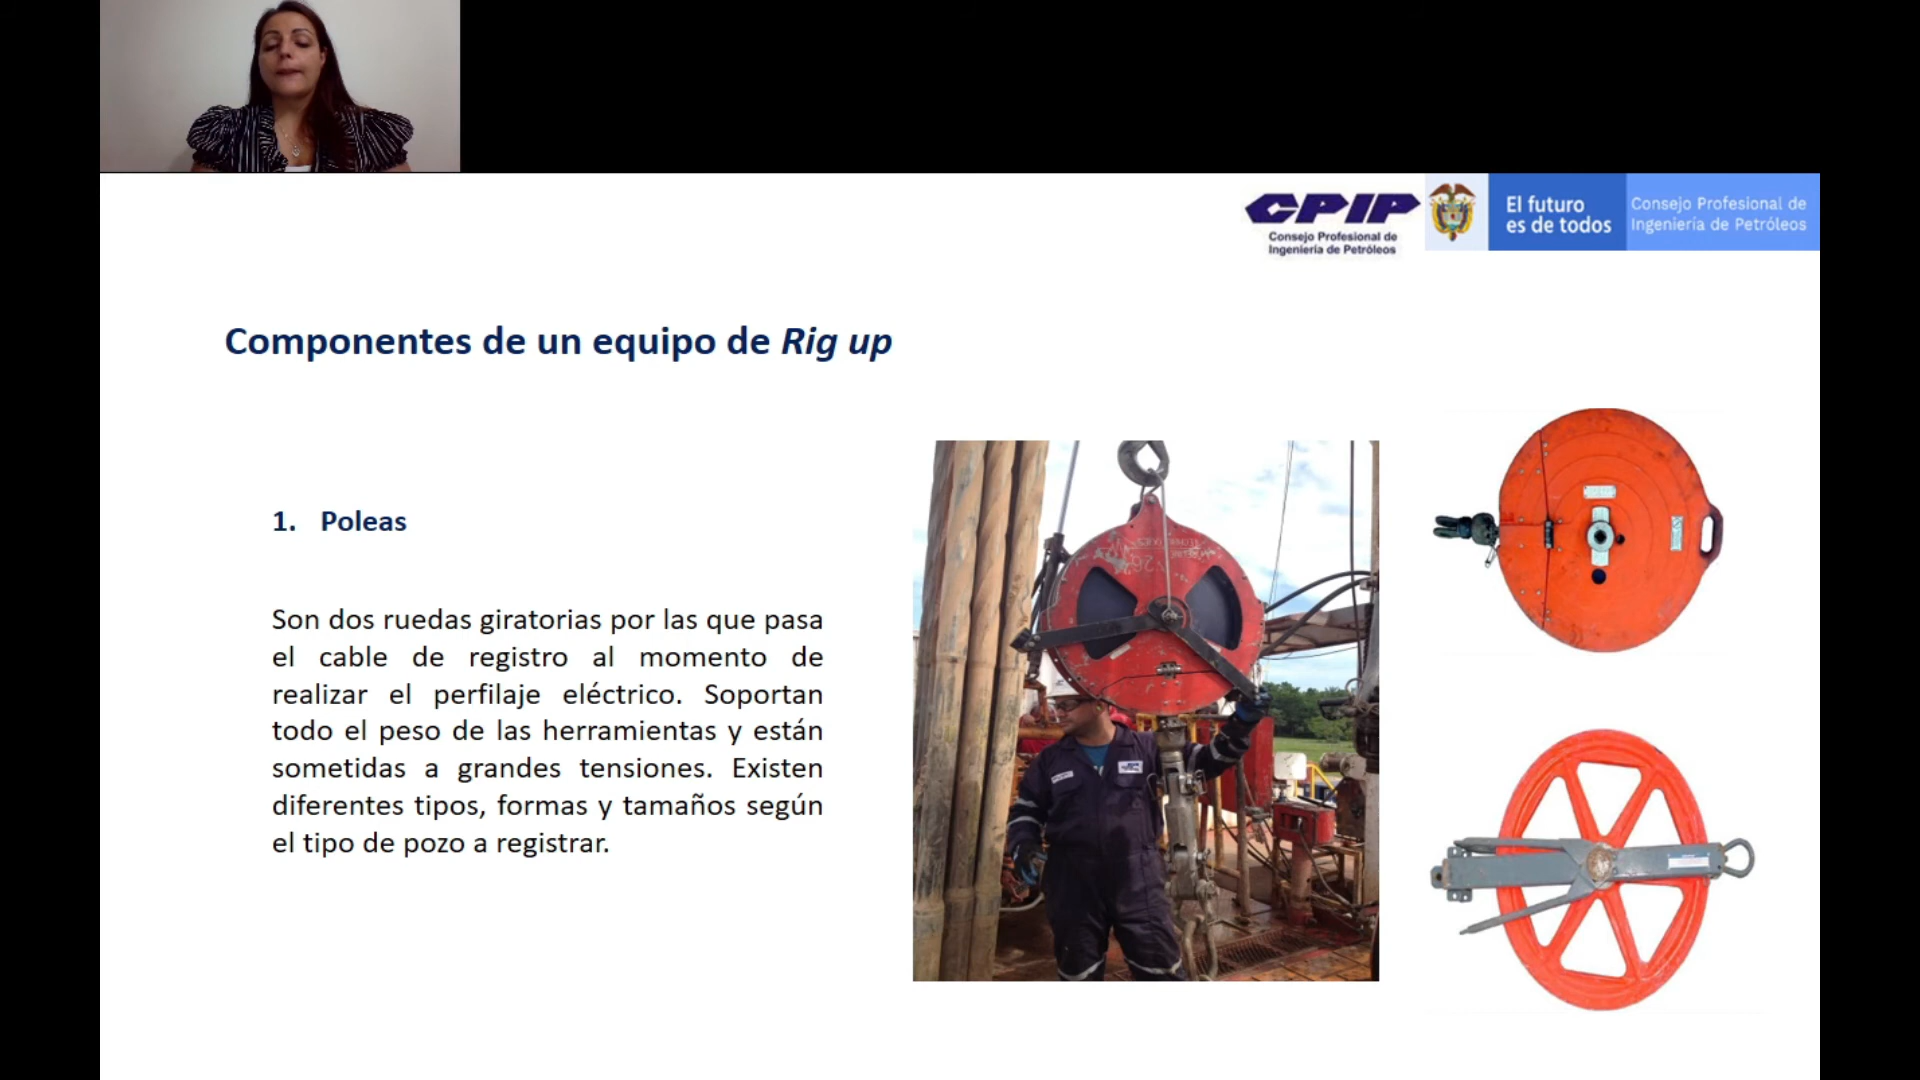 CPIP
Consejo Profesional de
Ingeniería de Petróleos
El futuro
es de todos
Consejo Profesional de
Ingeniería de Petróleos
Componentes de un equipo de Rig up
1. Poleas
Son dos ruedas giratorias por las que pasa
el cable de registro al momento de
realizar el perfilaje eléctrico. Soportan
todo el peso de las herramientas y están
sometidas a grandes tensiones. Existen
diferentes tipos, formas y tamaños según
el tipo de pozo a registrar.